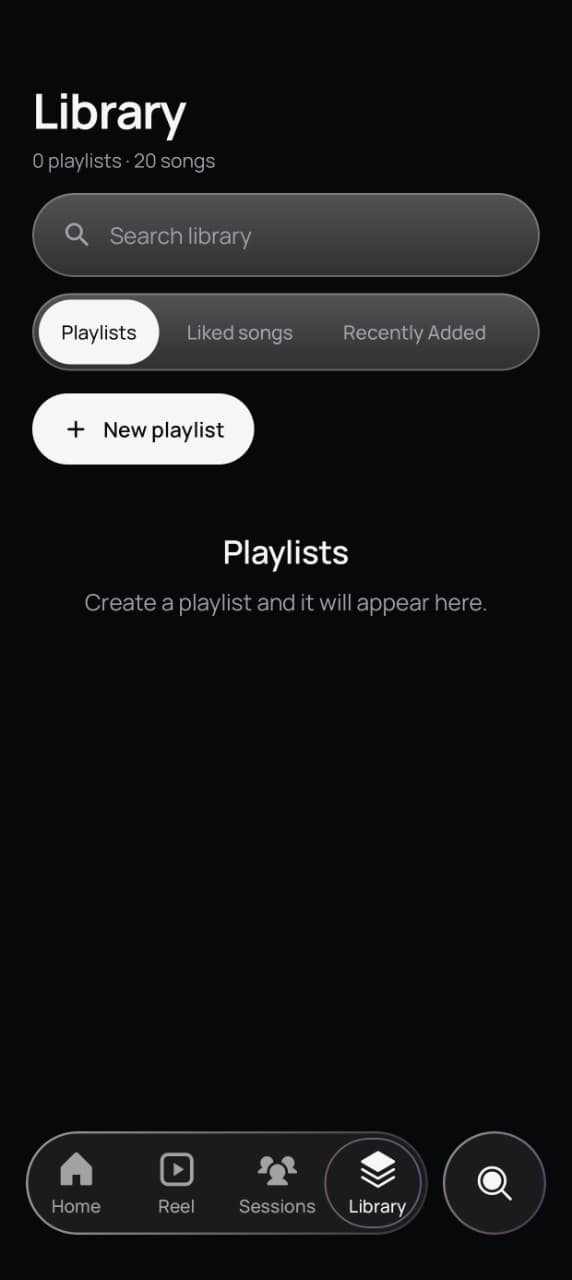 Library
0 playlists · 20 songs
Search library
Playlists Liked songs Recently Added
New playlist
Playlists
Create a playlist and it will appear here.
Home Reel Sessions Library